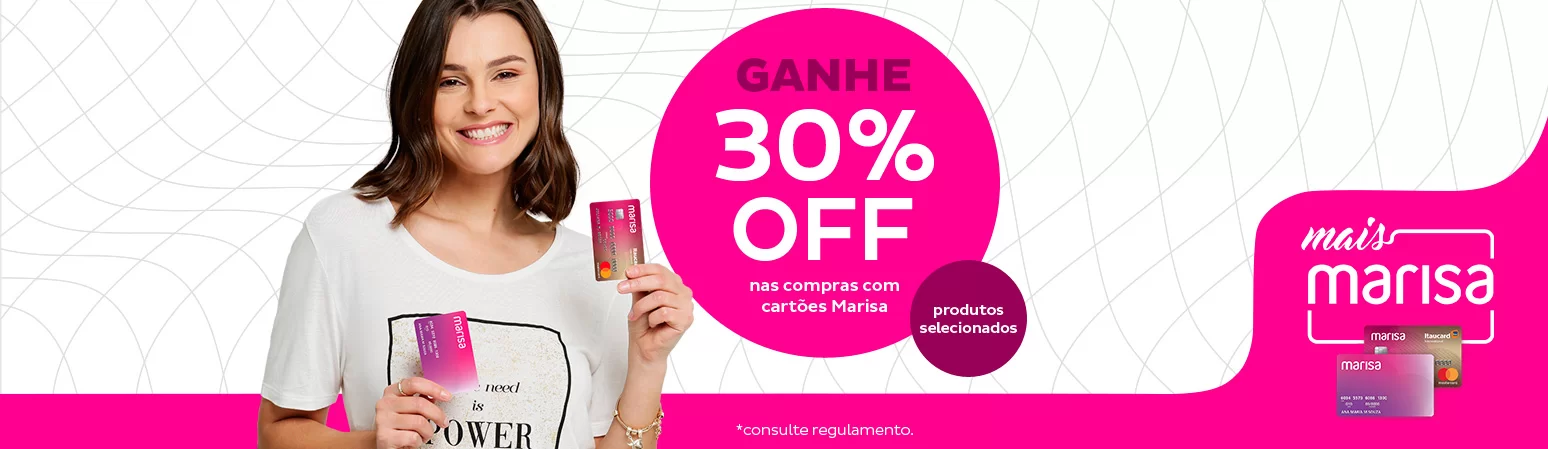 GANHE
30%
OFF
nas compras com
cartões Marisa
produtos
selecionados
*consulte regulamento.
mais
marisa
marisa
Itaucard
marisa
marisa
marisa
need
is
POWER